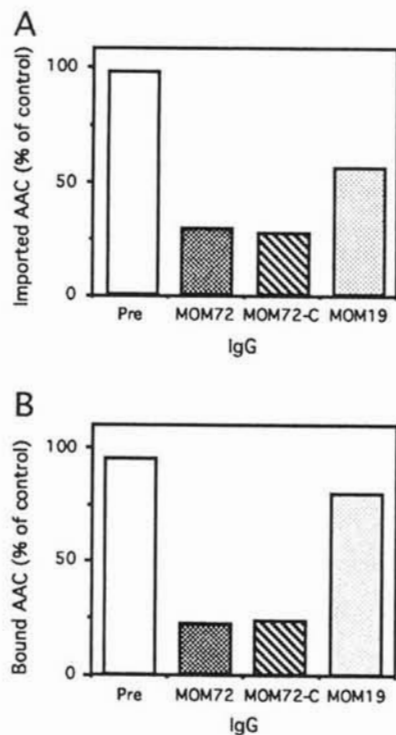 A
Imported AAC (% of control)
100
50
0
Pre MOM72 MOM72-C MOM19
IgG
B
Bound AAC (% of control)
100
50
0
Pre MOM72 MOM72-C MOM19
IgG